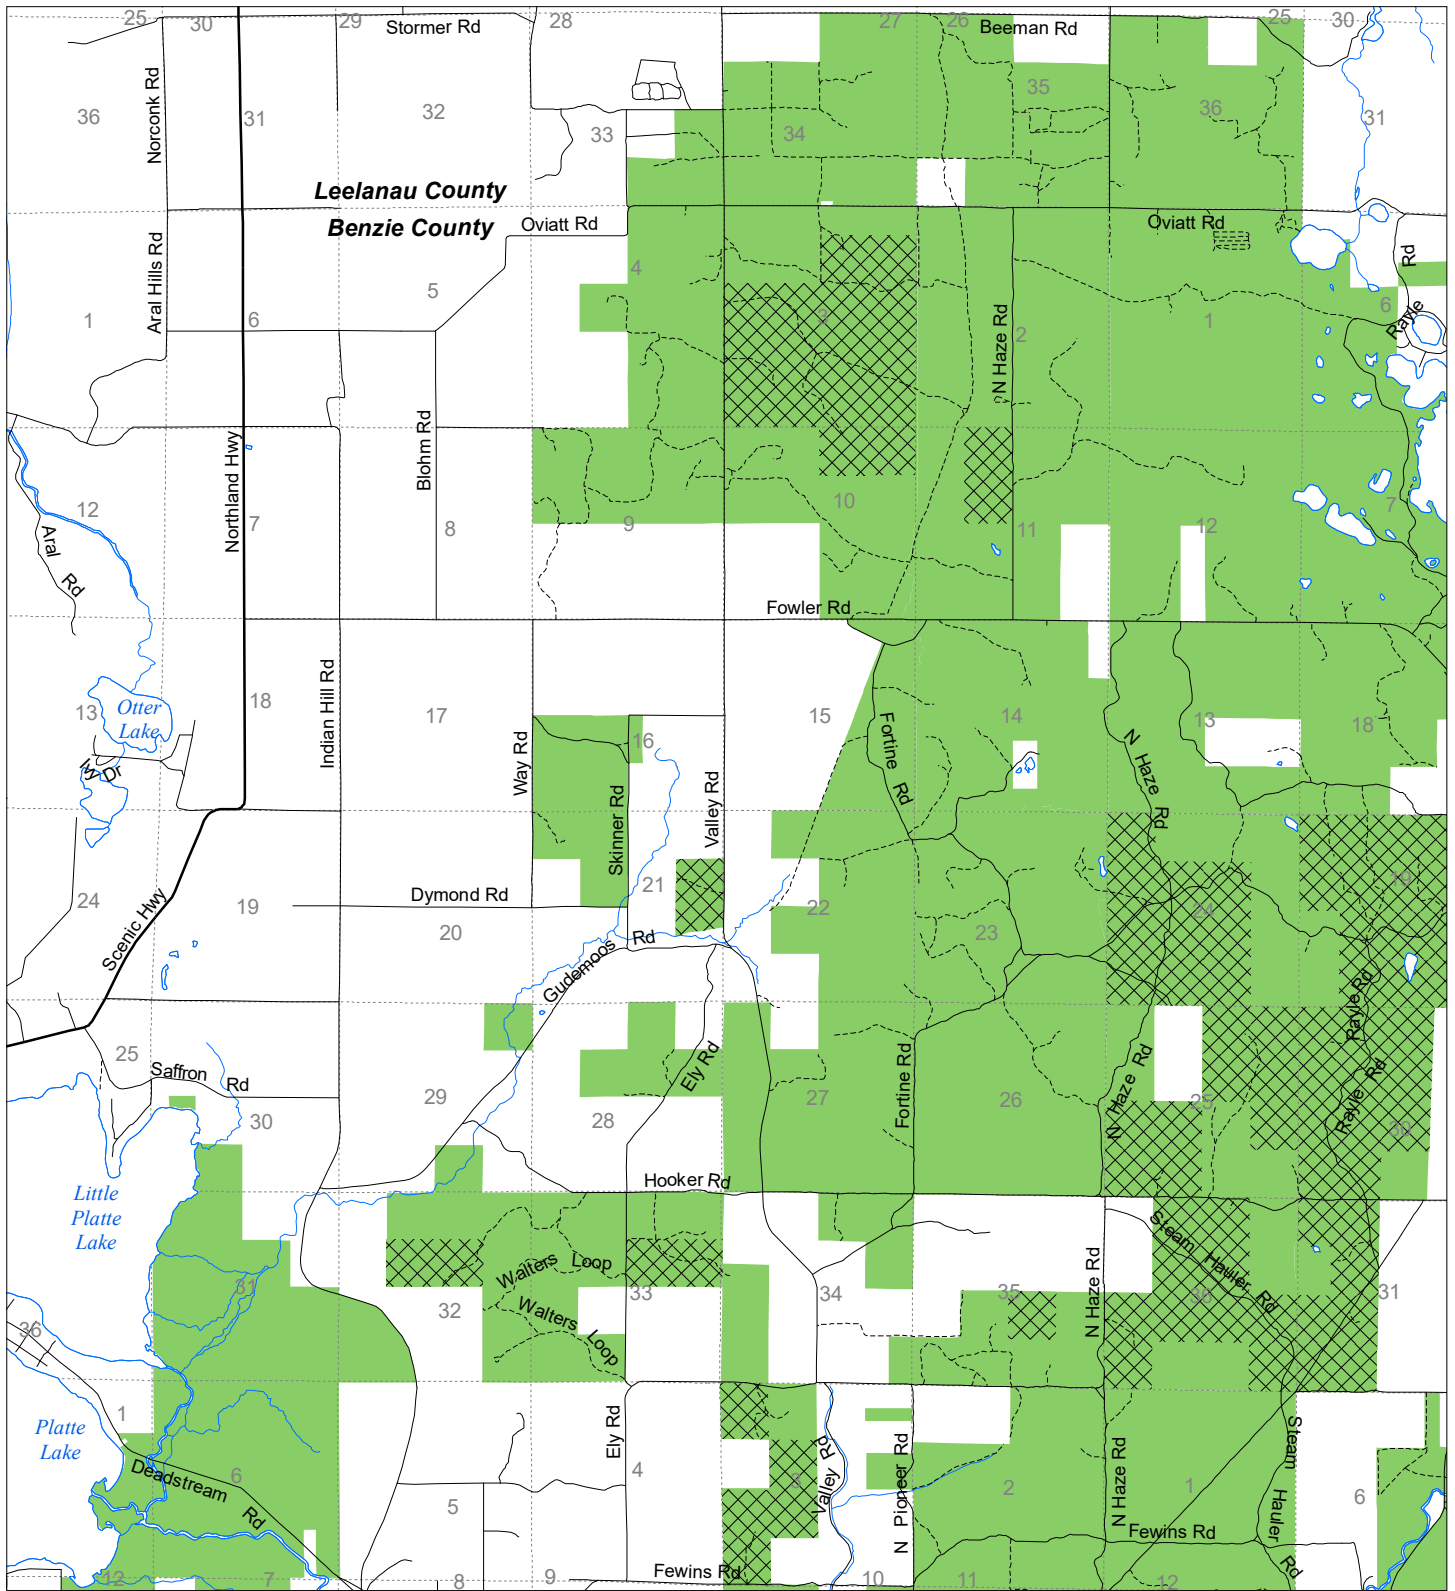 25
30
29
28
27
26
25
30
Stormer Rd
Beeman Rd
36
Norconk Rd
31
32
33
34
35
36
31
Leelanau County
Benzie County
Oviatt Rd
Oviatt Rd
Aral Hills Rd
1
6
5
4
3
N Haze Rd
2
1
6
Rd
Rayle
Blohm Rd
Northland Hwy
12
7
8
9
10
11
12
7
Aral
Rd
Fowler Rd
Otter
Lake
13
18
Indian Hill Rd
17
Way Rd
16
Skinner Rd
Valley Rd
15
Fortine
Rd
14
N
Haze
Rd
13
18
Ivy Dr
24
Scenic Hwy
19
Dymond Rd
20
21
22
23
24
19
Gudemoos
Rd
25
Saffron
Rd
30
29
28
Ely Rd
27
Fortine Rd
26
N
Haze Rd
25
Rayle Rd
Rayle
Rd
30
Hooker Rd
Little
Platte
Lake
31
32
Walters
Loop
Walters
Loop
33
34
35
N Haze Rd
Steam
Hauler
Rd
36
31
36
Platte
Lake
1
Deadstream
Rd
6
5
Ely Rd
4
3
Valley Rd
N Pioneer Rd
2
N Haze Rd
1
Fewins Rd
Steam
Hauler
Rd
6
12
7
8
9
Fewins Rd
10
11
12